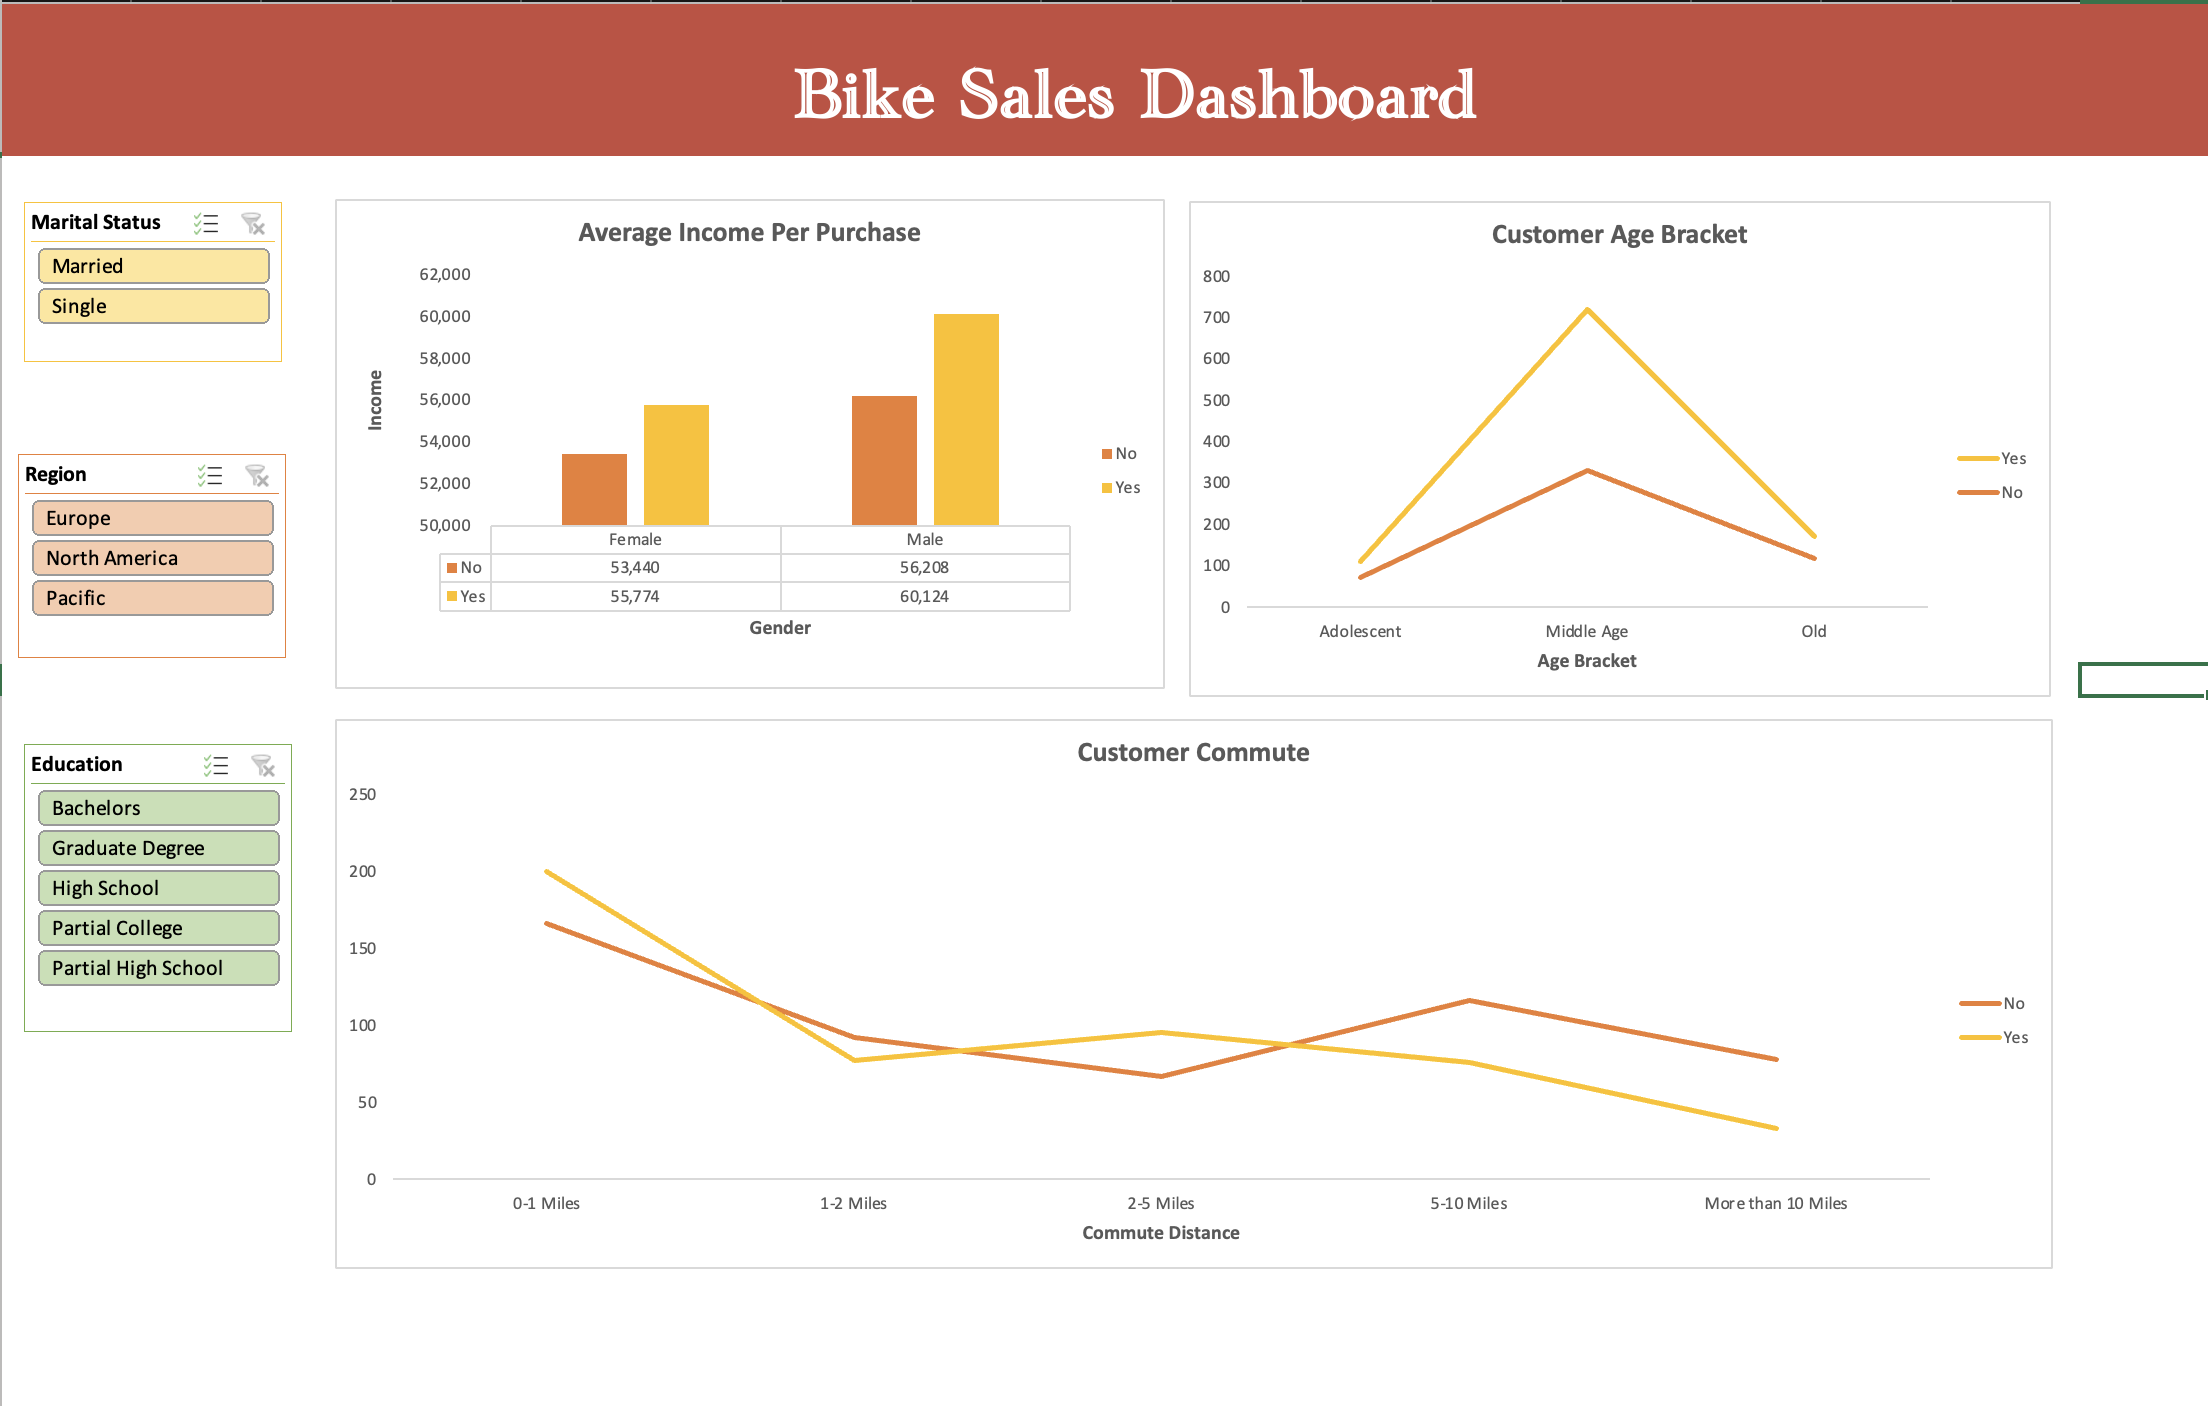 Bike Sales Dashboard
Marital Status
Married
Single
Region
Europe
North America
Pacific
Education
Bachelors
Graduate Degree
High School
Partial College
Partial High School
Average Income Per Purchase
62,000
60,000
58,000
56,000
54,000
52,000
50,000
Income
Female Male
No 53,440 56,208
Yes 55,774 60,124
Gender
No
Yes
Customer Age Bracket
800
700
600
500
400
300
200
100
0
Adolescent Middle Age Old
Age Bracket
Yes
No
Customer Commute
250
200
150
100
50
0
0-1 Miles 1-2 Miles 2-5 Miles 5-10 Miles More than 10 Miles
Commute Distance
No
Yes